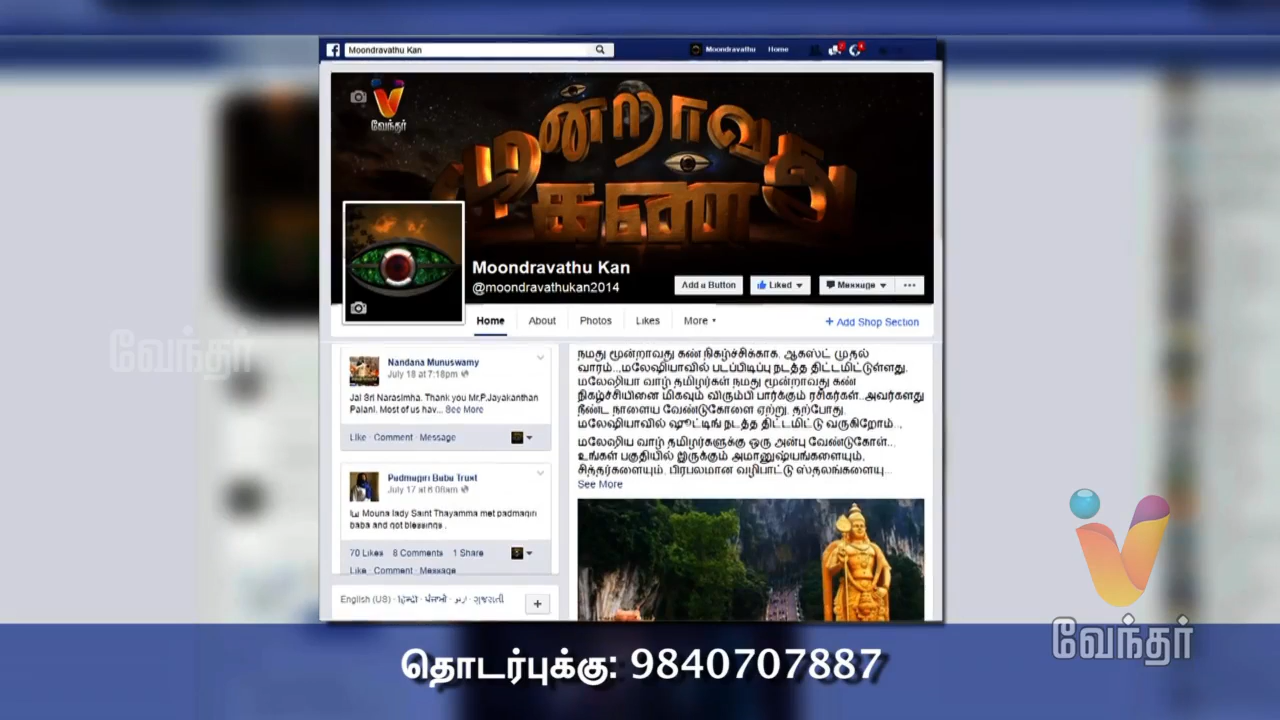 Moondravathu Kan
Moondravathu Home
வேந்தர்
மூன்றாவது
கண்
Moondravathu Kan
@moondravathukan2014
Add a Button Liked Message
Home About Photos Likes More
+ Add Shop Section
Nandana Munuswamy
July 18 at 7:18pm
Jai Sri Narasimha. Thank you Mr.P.Jayakanthan
Palani. Most of us hav... See More
Like · Comment · Message
Padmagiri Baba Trust
July 17 at 6:08am
Mouna lady Saint Thayamma met padmagiri
baba and got blessings .
70 Likes 8 Comments 1 Share
Like Comment Message
English (US) · हिन्दी · ਪੰਜਾਬੀ · اردو · ગુજરાતી
நமது மூன்றாவது கண் நிகழ்ச்சிக்காக, ஆகஸ்ட் முதல்
வாரம்...மலேஷியாவில் படப்பிடிப்பு நடத்த திட்டமிட்டுள்ளது.
மலேஷியா வாழ் தமிழர்கள் நமது மூன்றாவது கண்
நிகழ்ச்சியினை மிகவும் விரும்பி பார்க்கும் ரசிகர்கள்..அவர்களது
நீண்ட நாளைய வேண்டுகோளை ஏற்று, தற்போது,
மலேஷியாவில் ஷூட்டிங் நடத்த திட்டமிட்டு வருகிறோம்..,
மலேஷிய வாழ் தமிழர்களுக்கு ஒரு அன்பு வேண்டுகோள்...
உங்கள் பகுதியில் இருக்கும் அமானுஷ்யங்களையும்,
சித்தர்களையும், பிரபலமான வழிபாட்டு ஸ்தலங்களையு...
See More
வேந்தர்
வேந்தர்
தொடர்புக்கு: 9840707887